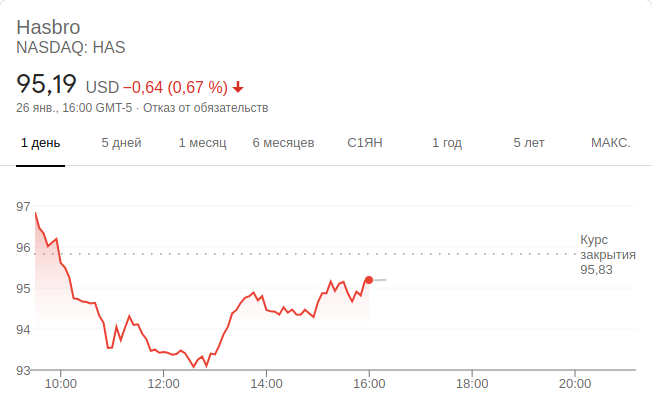 Hasbro
NASDAQ: HAS
95,19 USD −0,64 (0,67 %)
26 янв., 16:00 GMT-5 · Отказ от обязательств
1 день 5 дней 1 месяц 6 месяцев С1ЯН 1 год 5 лет МАКС.
97
96
95
94
93
Курс
закрытия
95,83
10:00 12:00 14:00 16:00 18:00 20:00